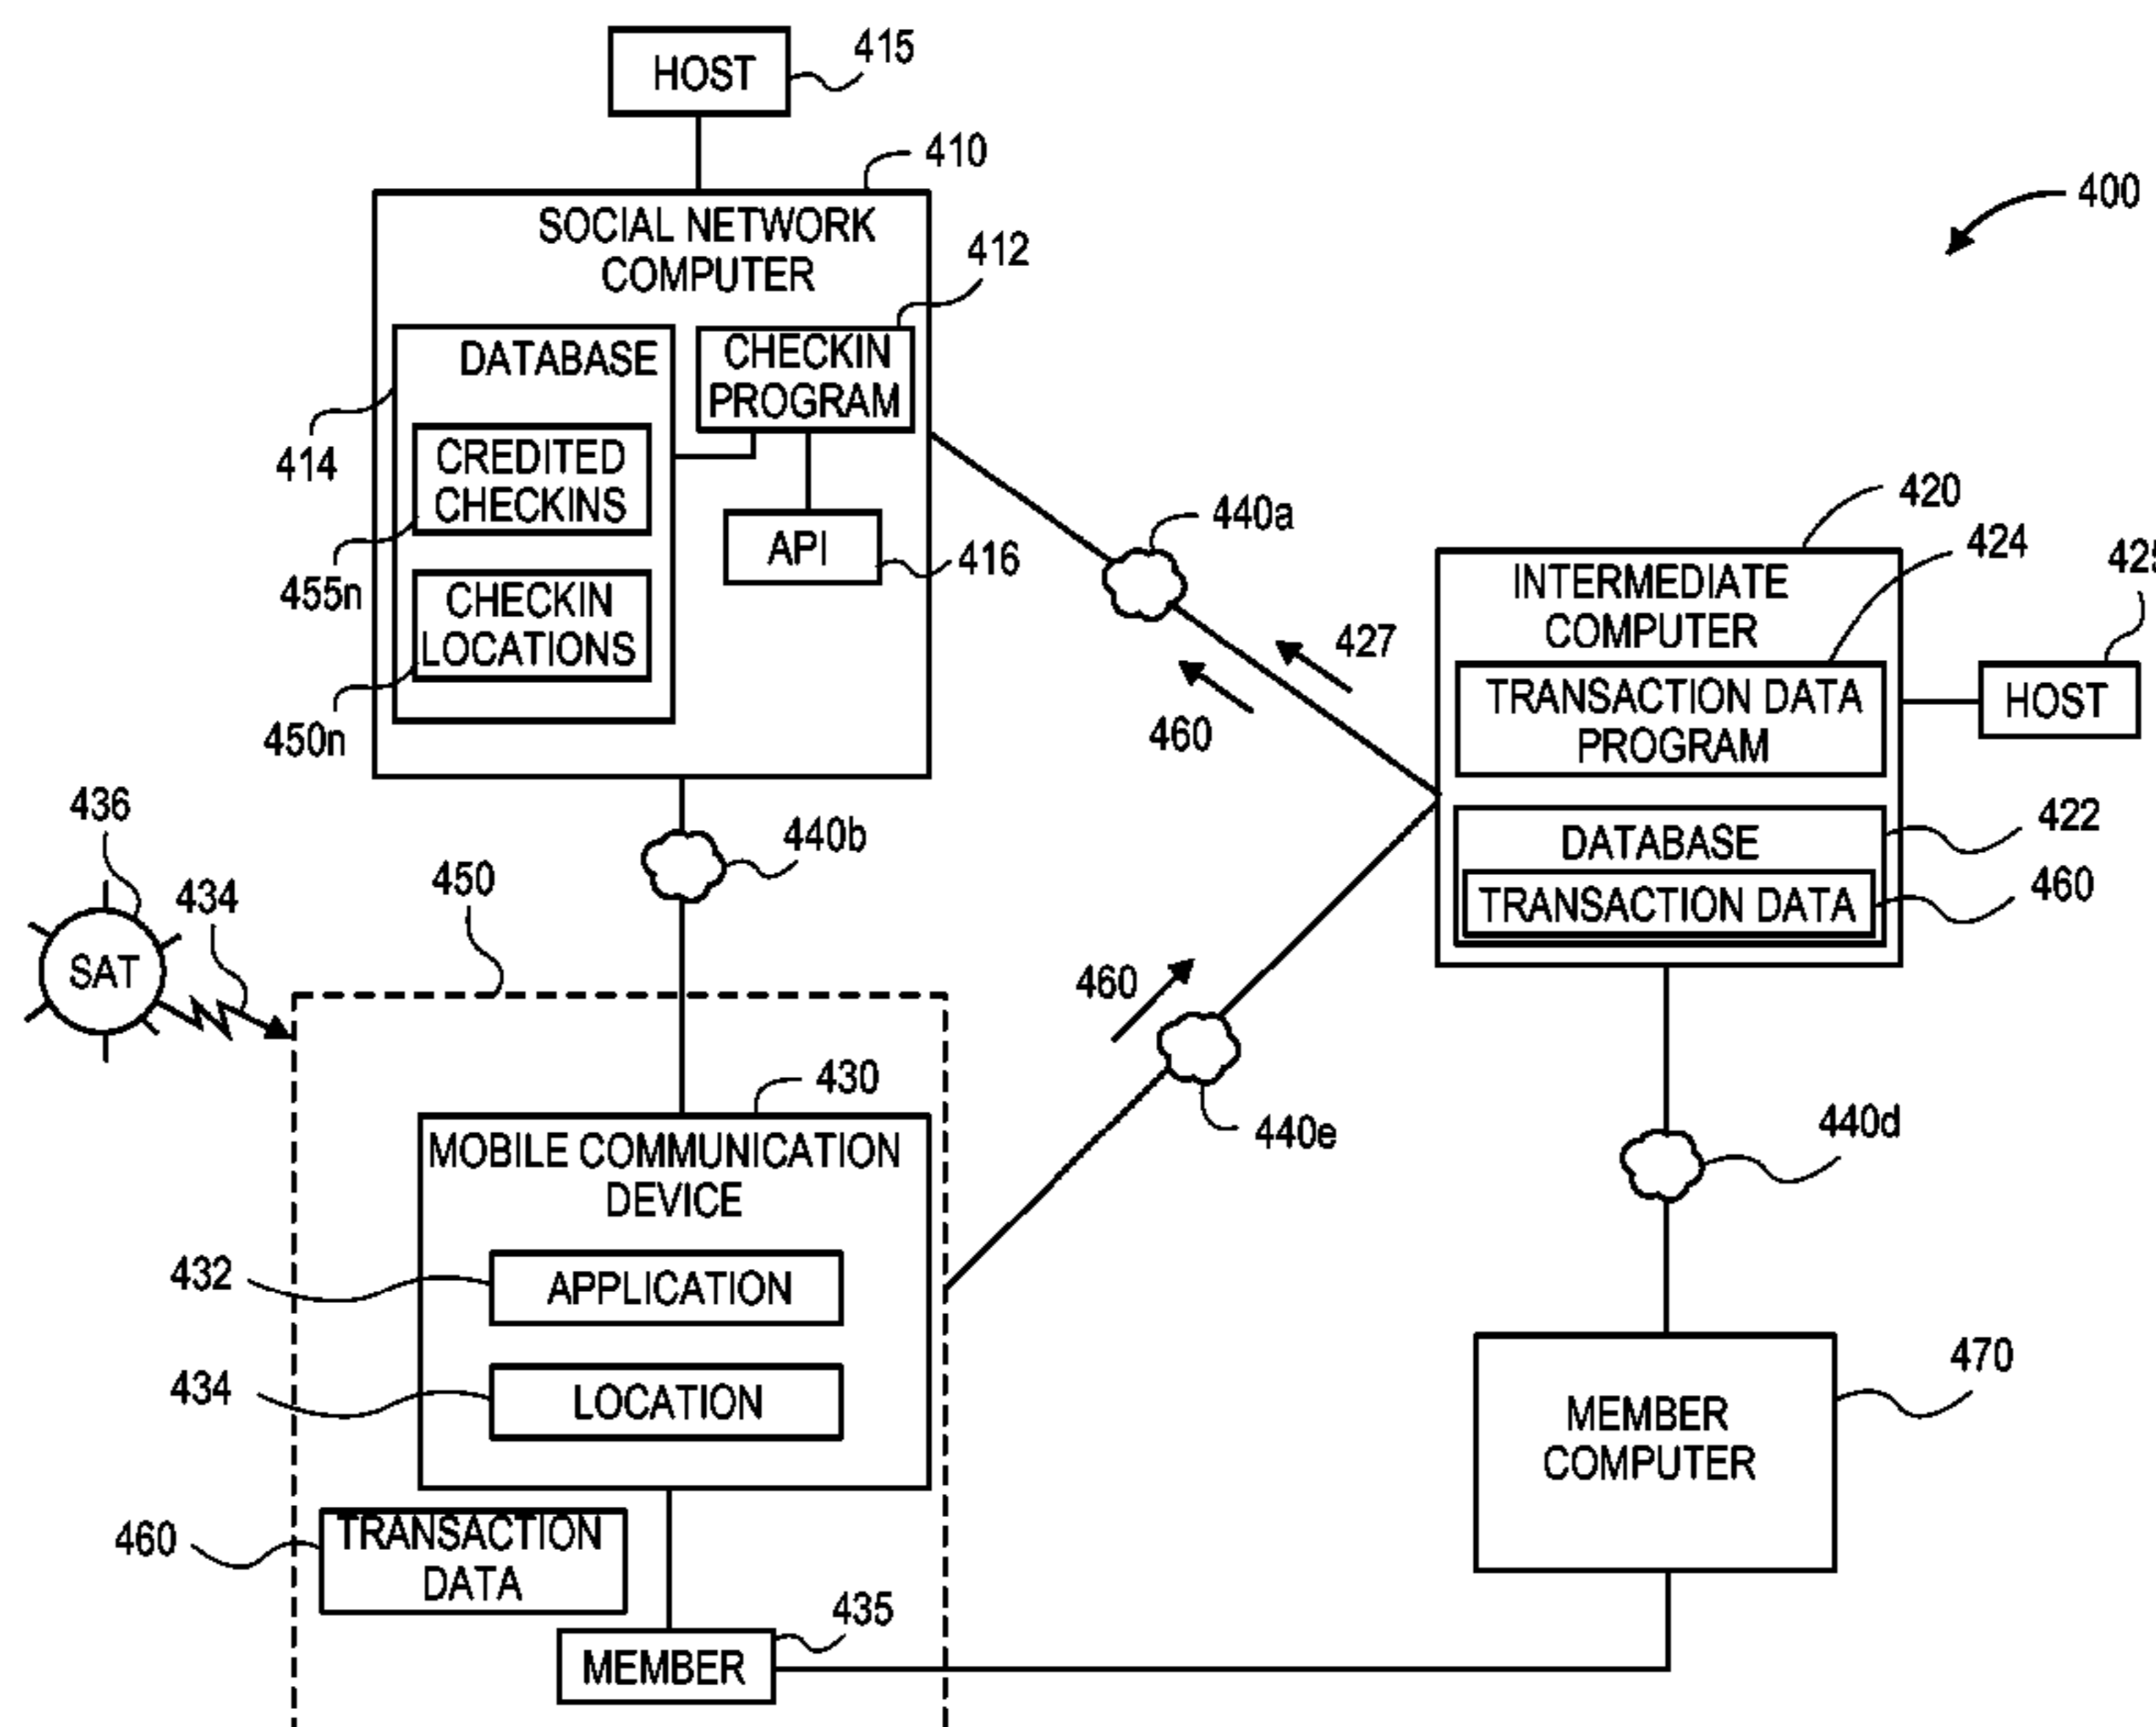 HOST
415
410
400
SOCIAL NETWORK
COMPUTER
412
DATABASE
CHECKIN
PROGRAM
414
CREDITED
CHECKINS
API
416
455n
CHECKIN
LOCATIONS
450n
440a
420
424
INTERMEDIATE
COMPUTER
427
460
TRANSACTION DATA
PROGRAM
HOST
422
DATABASE
TRANSACTION DATA
460
436
434
SAT
450
440b
460
440e
440d
430
MOBILE COMMUNICATION
DEVICE
432
APPLICATION
434
LOCATION
470
MEMBER
COMPUTER
460
TRANSACTION
DATA
435
MEMBER